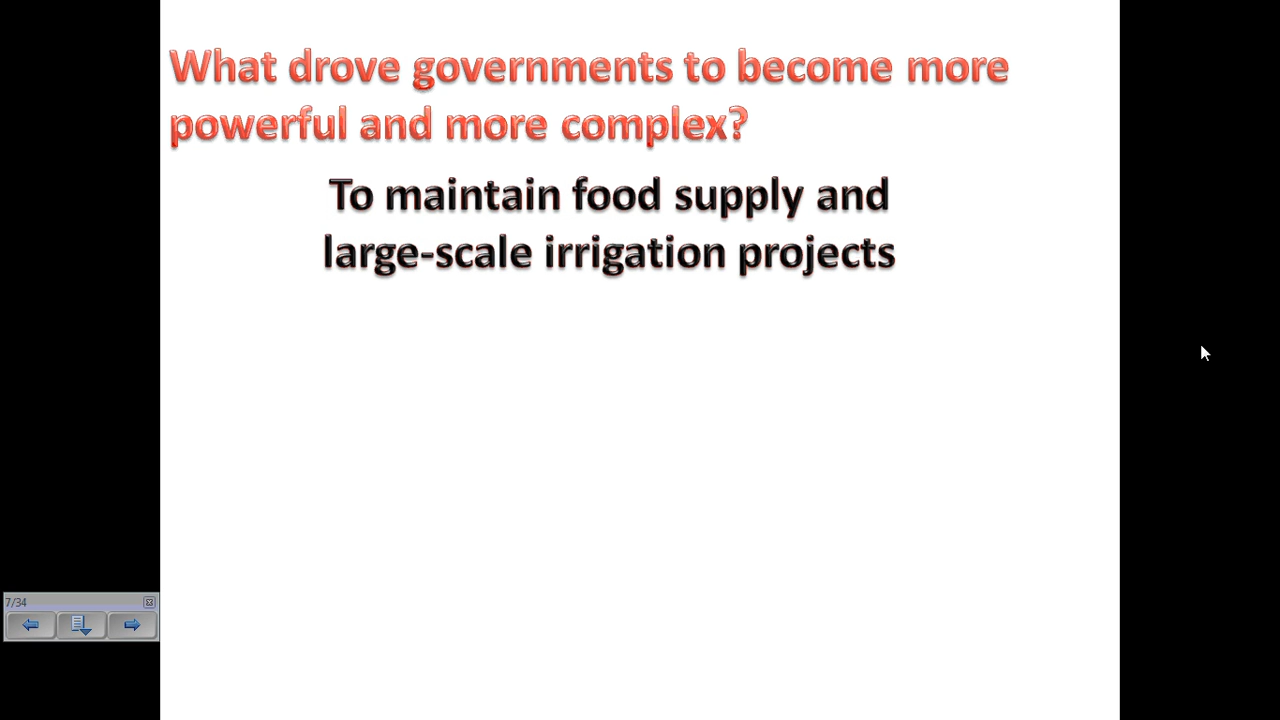 What drove governments to become more
powerful and more complex?
To maintain food supply and
large-scale irrigation projects
7/34